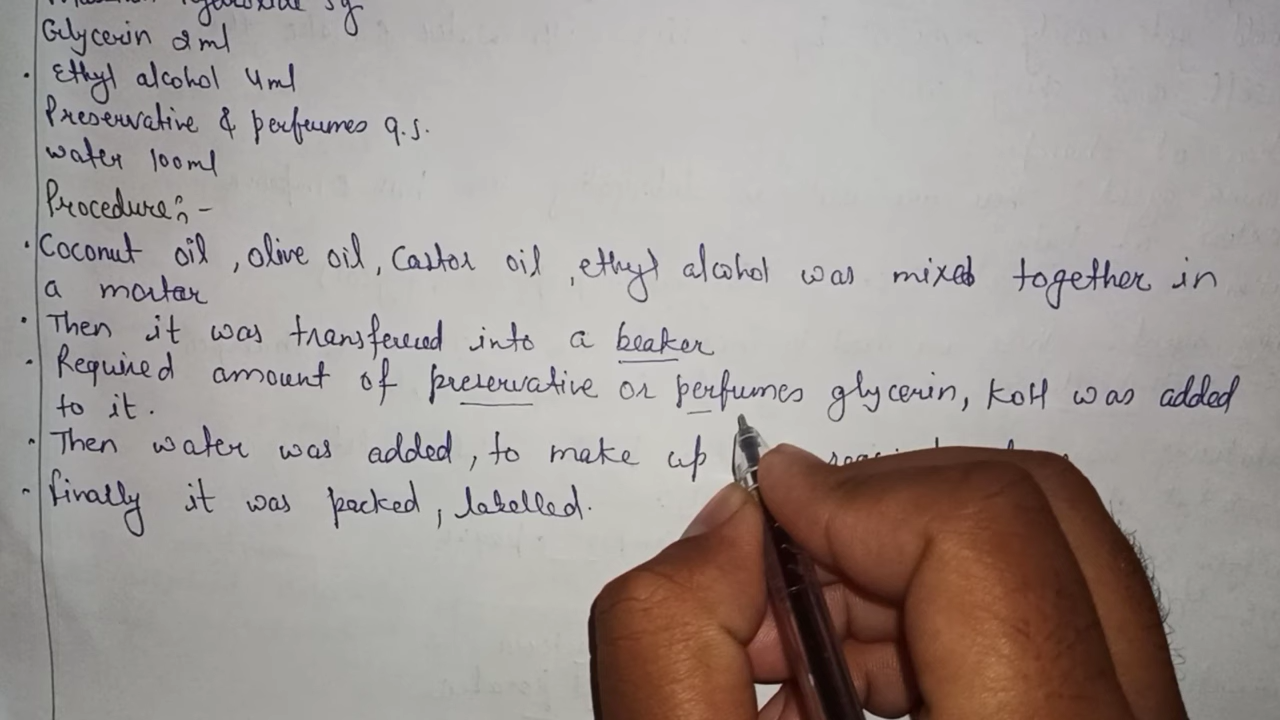 Glycerin 2ml
· Ethyl alcohol 4ml
Preservative & perfumes q.s.
water 100ml
Procedure:-
· Coconut oil, olive oil, Castor oil, ethyl alcohol was mixed together in
a mortar
· Then it was transfered into a beaker
· Required amount of preservative or perfumes glycerin, KOH was added
to it.
· Then water was added, to make up
· finally it was packed, labelled.